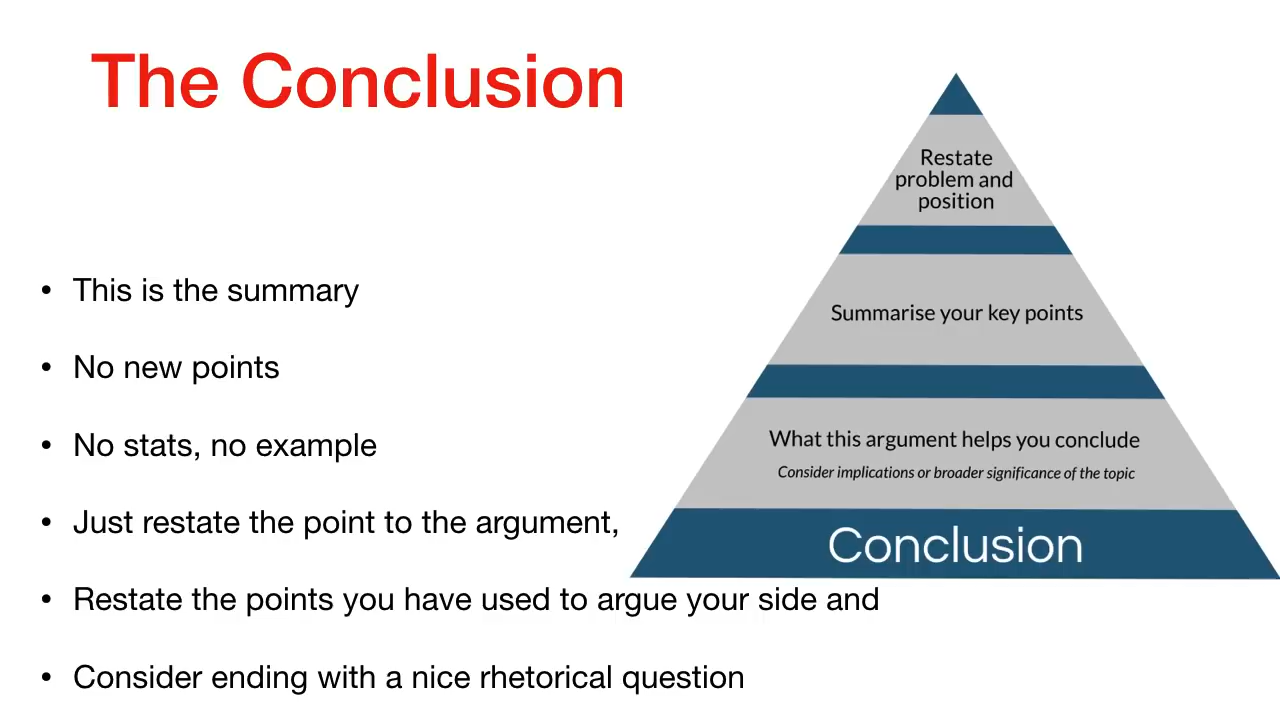 The Conclusion
• This is the summary
• No new points
• No stats, no example
• Just restate the point to the argument,
• Restate the points you have used to argue your side and
• Consider ending with a nice rhetorical question
Restate
problem and
position
Summarise your key points
What this argument helps you conclude
Consider implications or broader significance of the topic
Conclusion